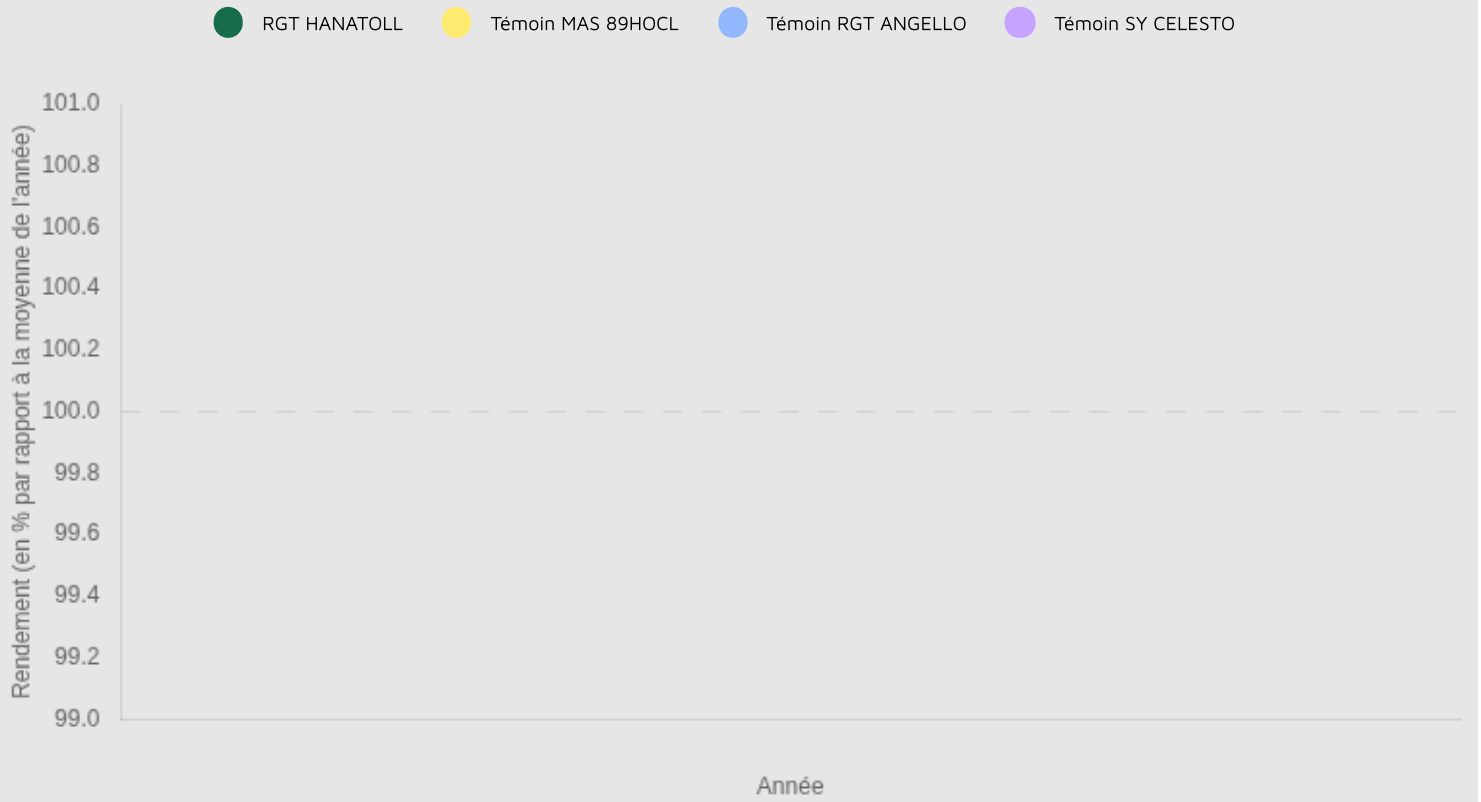 RGT HANATOLL
Témoin MAS 89HOCL
Témoin RGT ANGELLO
Témoin SY CELESTO
Rendement (en % par rapport à la moyenne de l'année)
101.0
100.8
100.6
100.4
100.2
100.0
99.8
99.6
99.4
99.2
99.0
Année